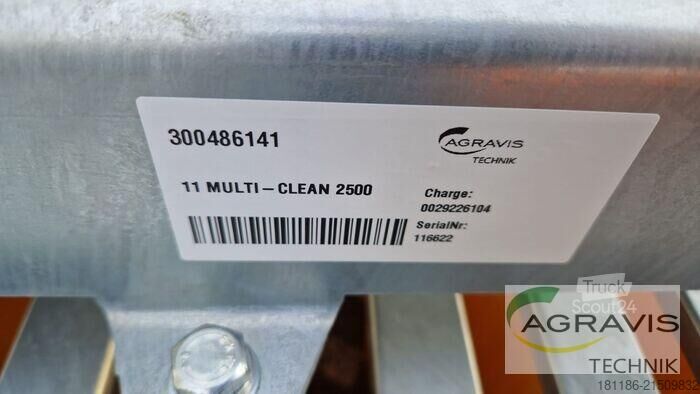 300486141
AGRAVIS
TECHNIK
11 MULTI-CLEAN 2500
Charge:
0029226104
SerialNr:
116622
Truck
Scout24
AGRAVIS
TECHNIK
181186-21509832